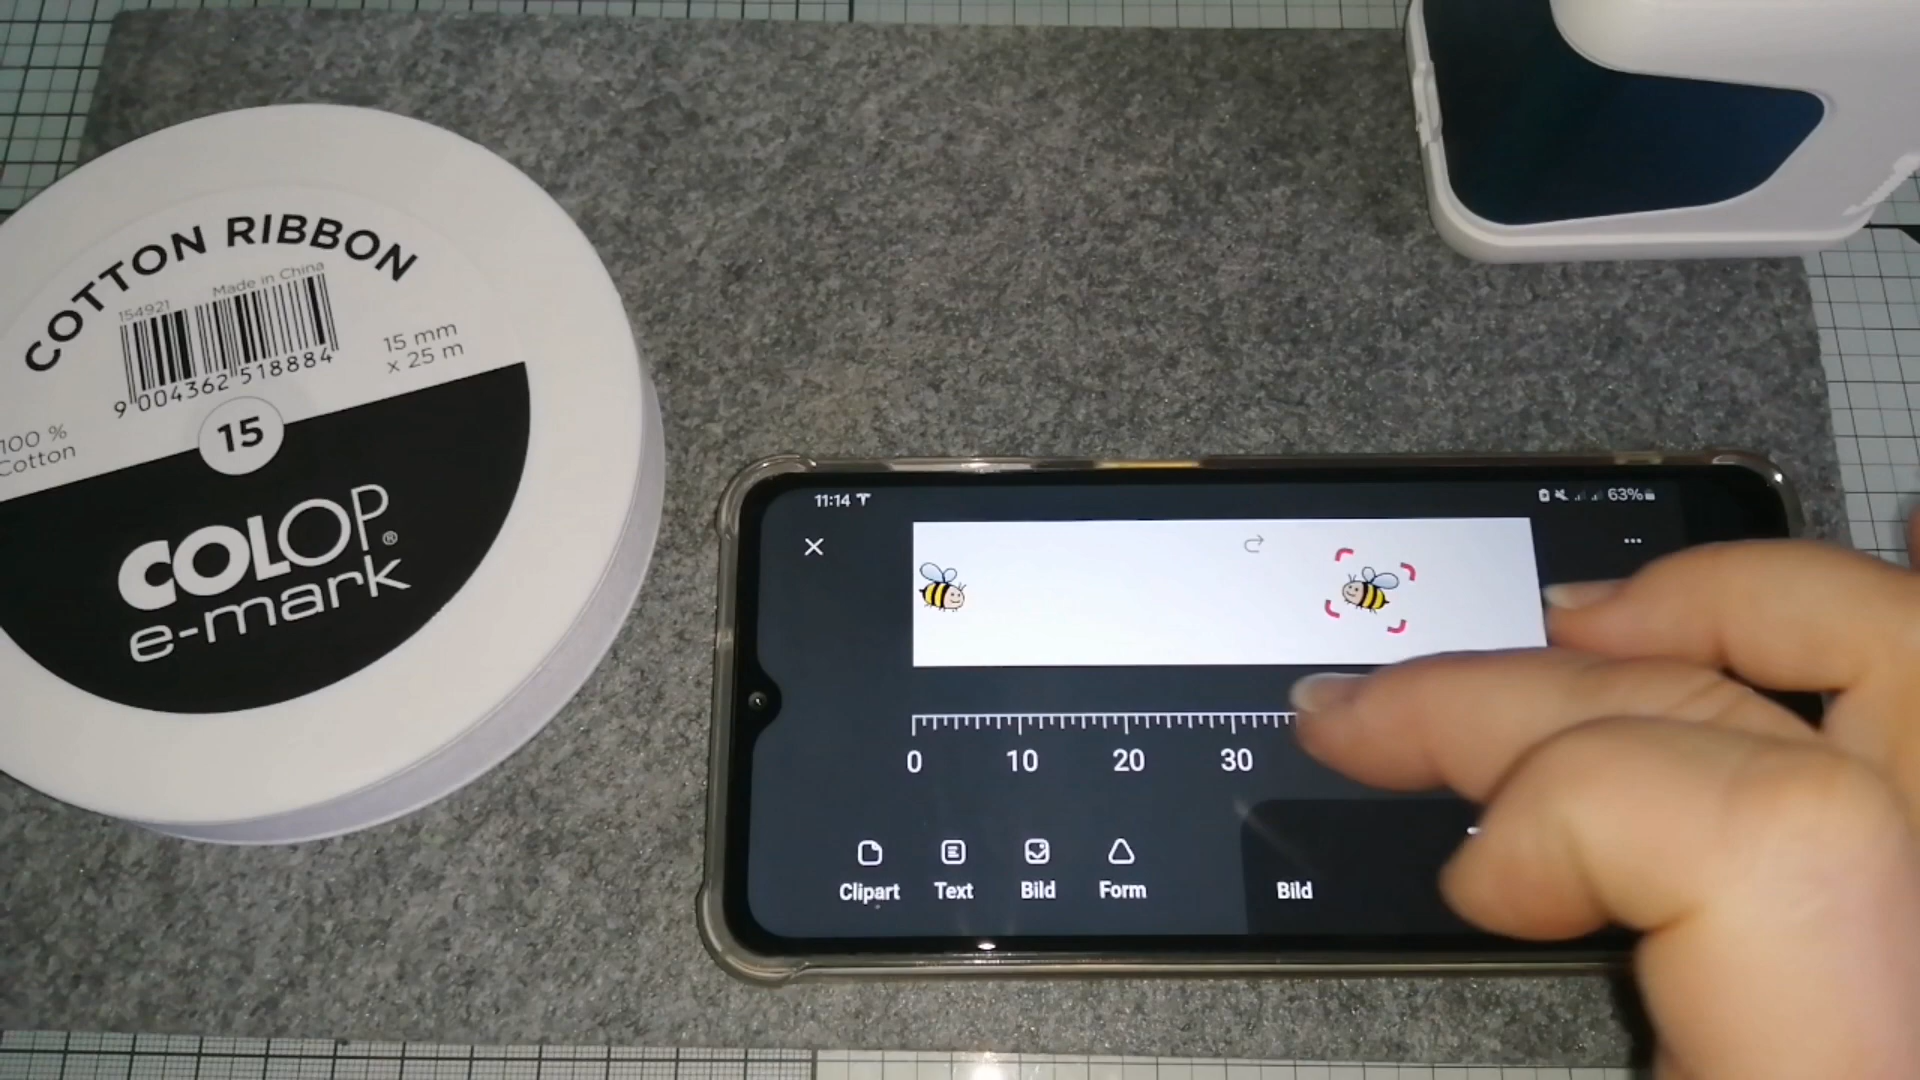 COTTON RIBBON
Made in China
154921
9 004362 518884
15 mm
x 25 m
100 %
Cotton
15
COLOP®
e-mark
11:14
63%
0 10 20 30
Clipart Text Bild Form Bild